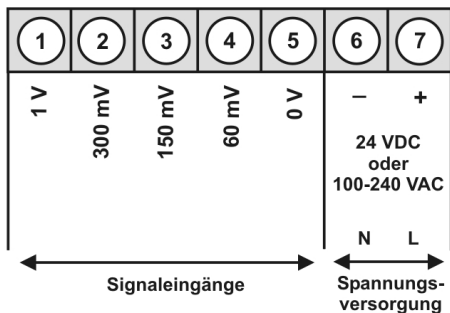 1 2 3 4 5 6 7
1 V
300 mV
150 mV
60 mV
0 V
– +
24 VDC
oder
100-240 VAC
N L
Signaleingänge
Spannungs-
versorgung